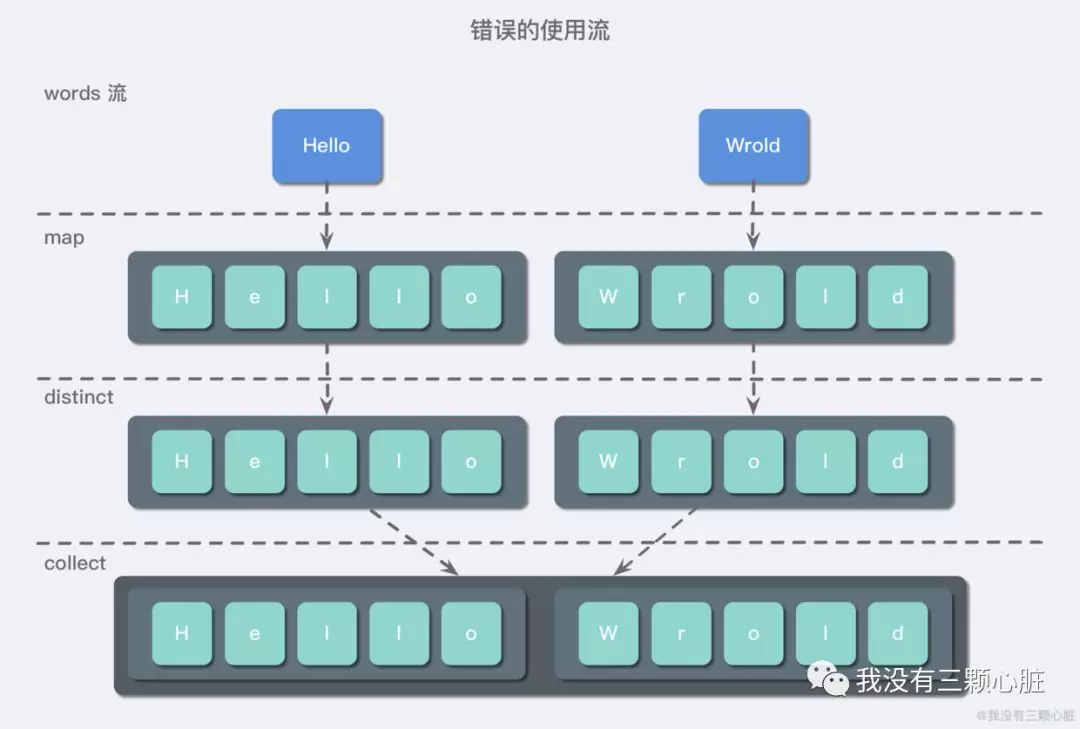 错误的使用流
words 流
Hello Wrold
map
H e l l o W r o l d
distinct
H e l l o W r o l d
collect
H e l l o W r o l d
我没有三颗心脏
@我没有三颗心脏